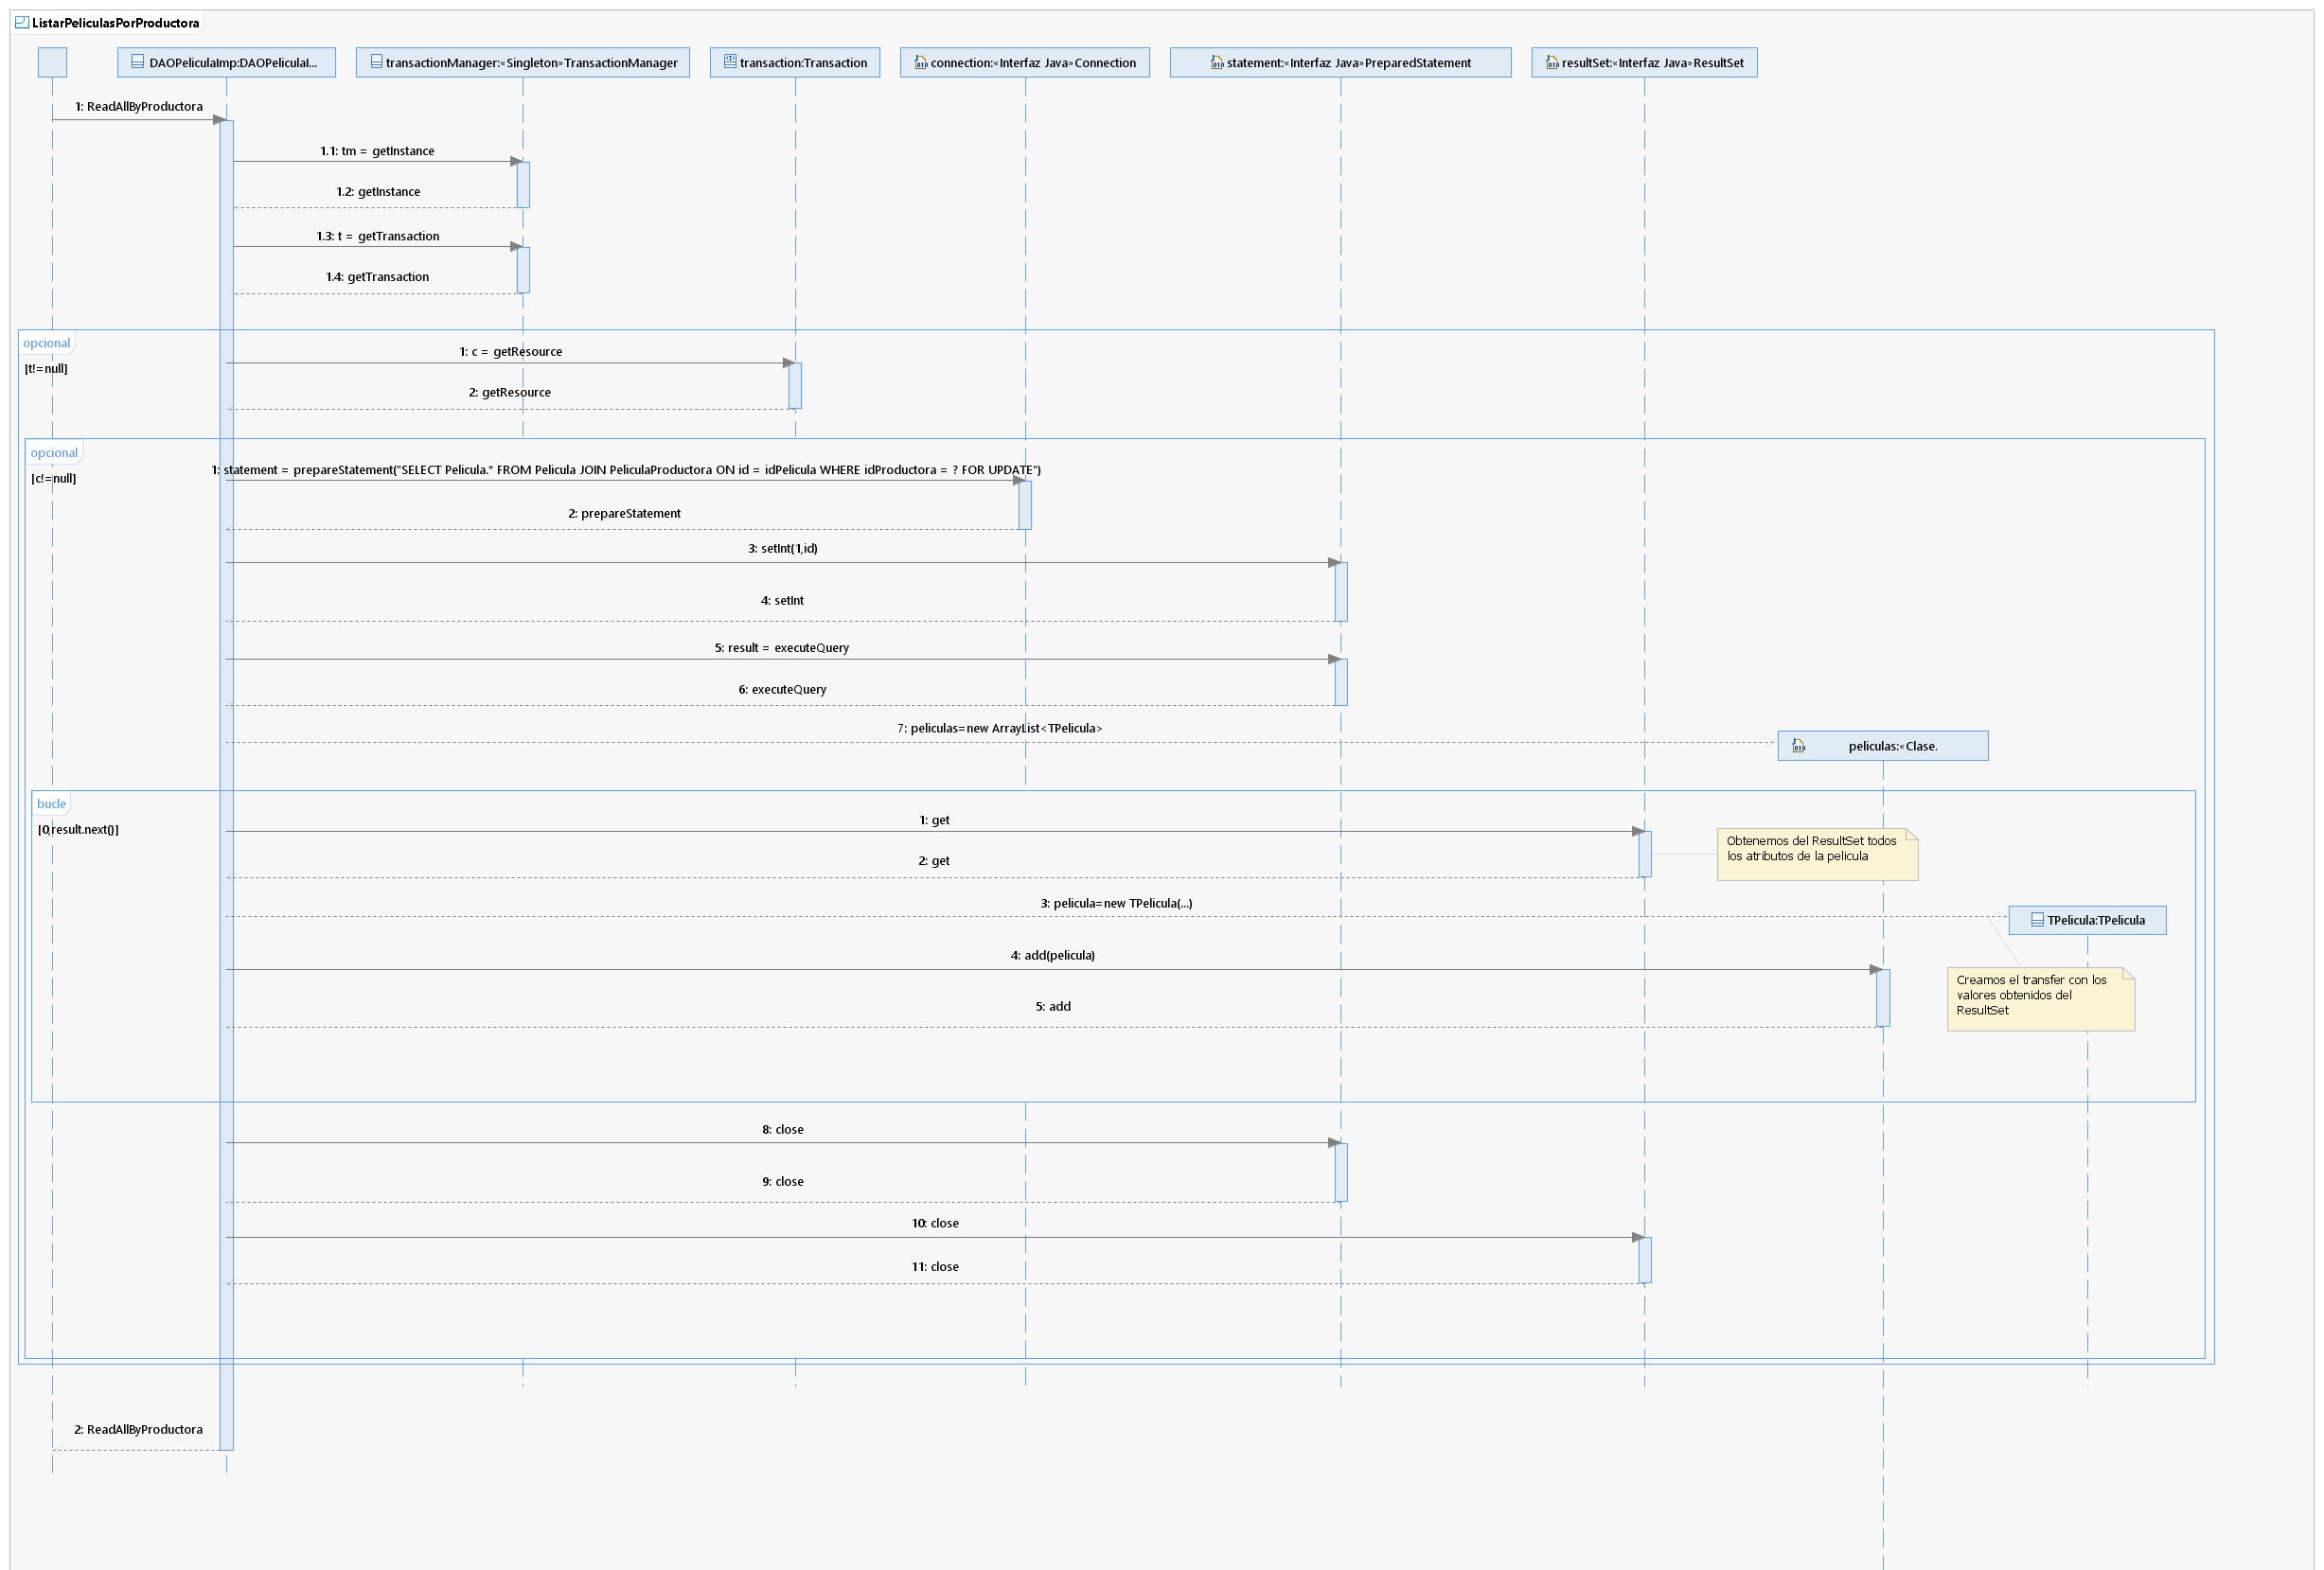 ListarPeliculasPorProductora
DAOPeliculaImp:DAOPeliculaI...
transactionManager:«Singleton»TransactionManager
transaction:Transaction
connection:«Interfaz Java»Connection
statement:«Interfaz Java»PreparedStatement
resultSet:«Interfaz Java»ResultSet
1: ReadAllByProductora
1.1: tm = getInstance
1.2: getInstance
1.3: t = getTransaction
1.4: getTransaction
opcional
[t!=null]
1: c = getResource
2: getResource
opcional
[c!=null]
1: statement = prepareStatement("SELECT Pelicula.* FROM Pelicula JOIN PeliculaProductora ON id = idPelicula WHERE idProductora = ? FOR UPDATE")
2: prepareStatement
3: setInt(1,id)
4: setInt
5: result = executeQuery
6: executeQuery
7: peliculas=new ArrayList<TPelicula>
peliculas:«Clase.
bucle
[0,result.next()]
1: get
2: get
Obtenemos del ResultSet todos
los atributos de la pelicula
3: pelicula=new TPelicula(...)
TPelicula:TPelicula
4: add(pelicula)
Creamos el transfer con los
valores obtenidos del
ResultSet
5: add
8: close
9: close
10: close
11: close
2: ReadAllByProductora